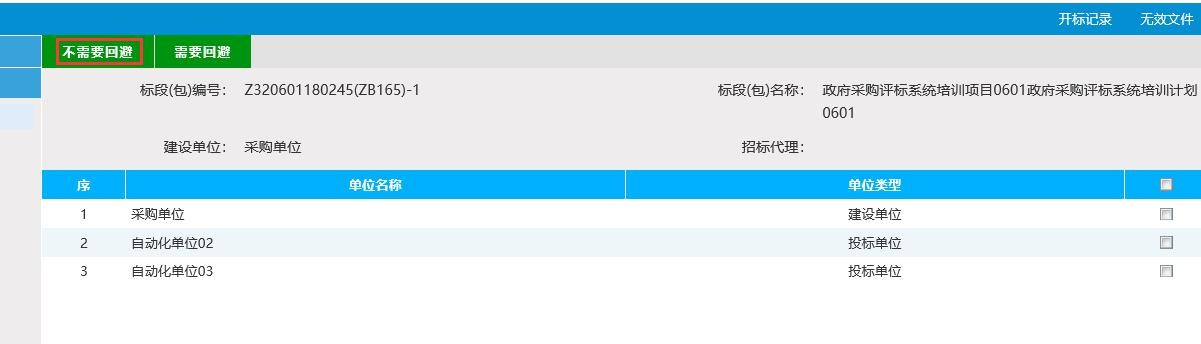 开标记录 无效文件
不需要回避 需要回避
标段(包)编号： Z320601180245(ZB165)-1 标段(包)名称： 政府采购评标系统培训项目0601政府采购评标系统培训计划
0601
建设单位： 采购单位 招标代理：
序 单位名称 单位类型
1 采购单位 建设单位
2 自动化单位02 投标单位
3 自动化单位03 投标单位